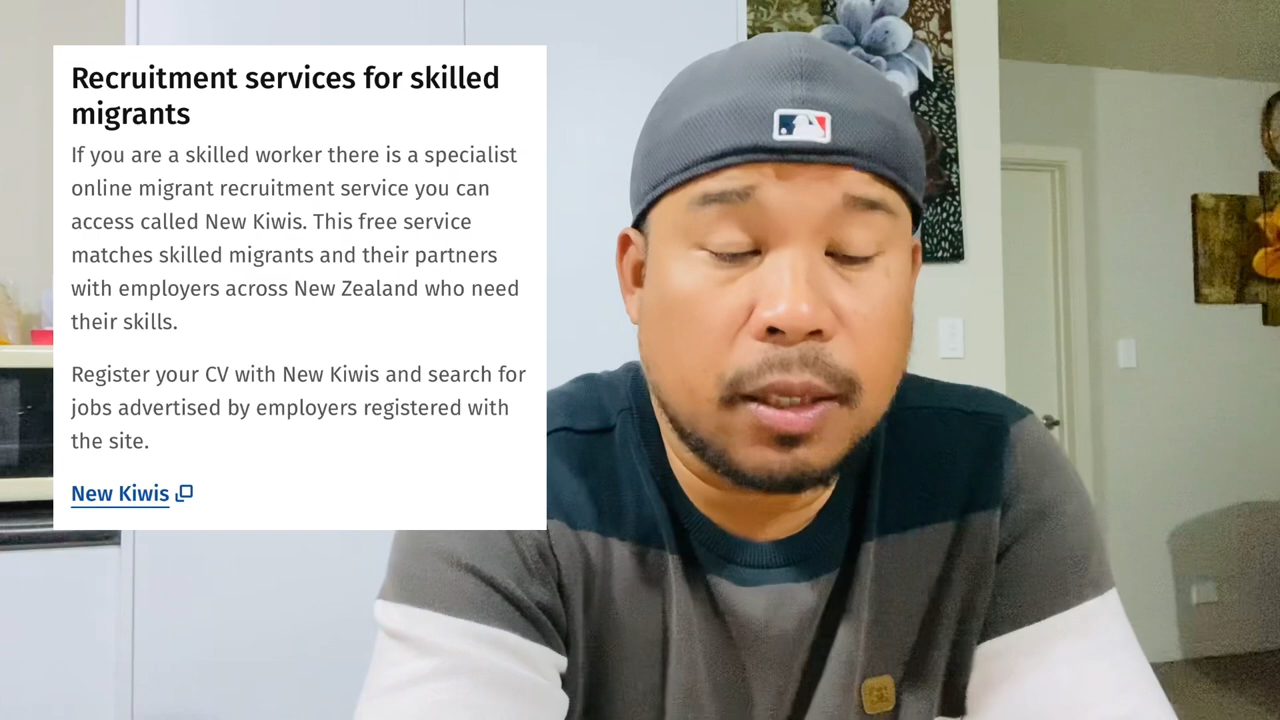 Recruitment services for skilled
migrants
If you are a skilled worker there is a specialist
online migrant recruitment service you can
access called New Kiwis. This free service
matches skilled migrants and their partners
with employers across New Zealand who need
their skills.
Register your CV with New Kiwis and search for
jobs advertised by employers registered with
the site.
New Kiwis